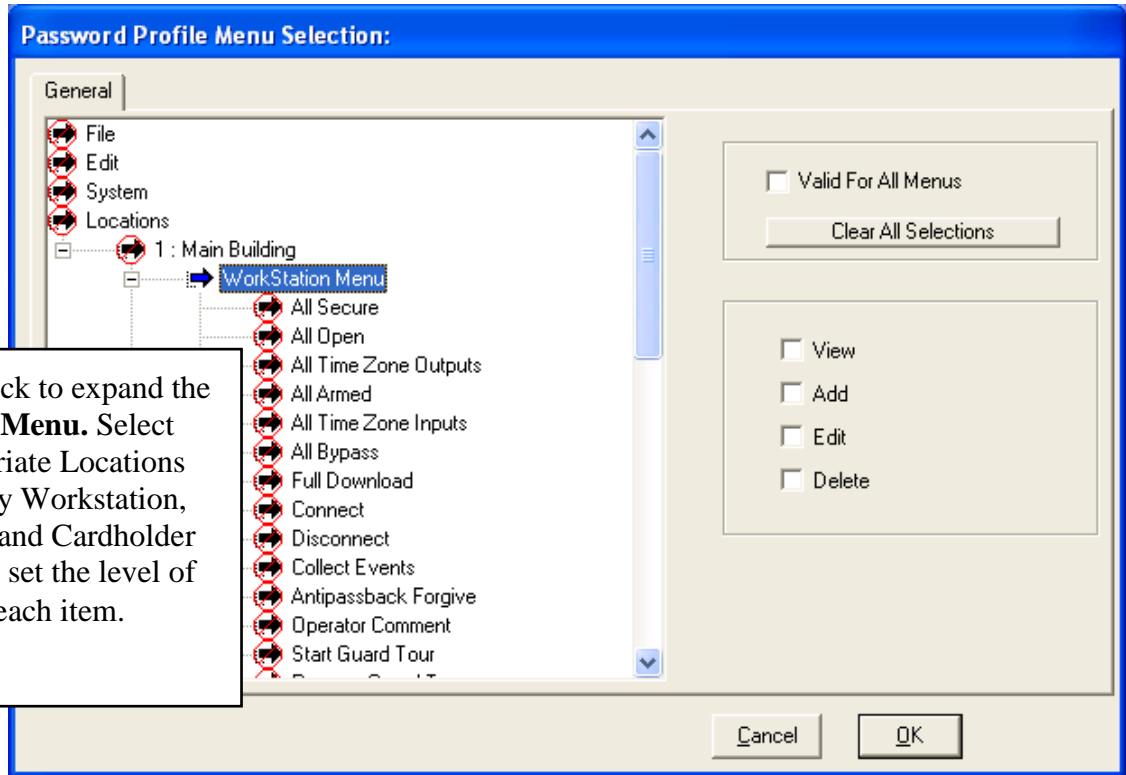 Password Profile Menu Selection:
General
File
Edit
System
Locations
1 : Main Building
WorkStation Menu
All Secure
All Open
All Time Zone Outputs
All Armed
All Time Zone Inputs
All Bypass
Full Download
Connect
Disconnect
Collect Events
Antipassback Forgive
Operator Comment
Start Guard Tour
to expand the
Menu. Select
Locations
Workstation,
and Cardholder
set the level of
each item.
Valid For All Menus
Clear All Selections
View
Add
Edit
Delete
Cancel
OK